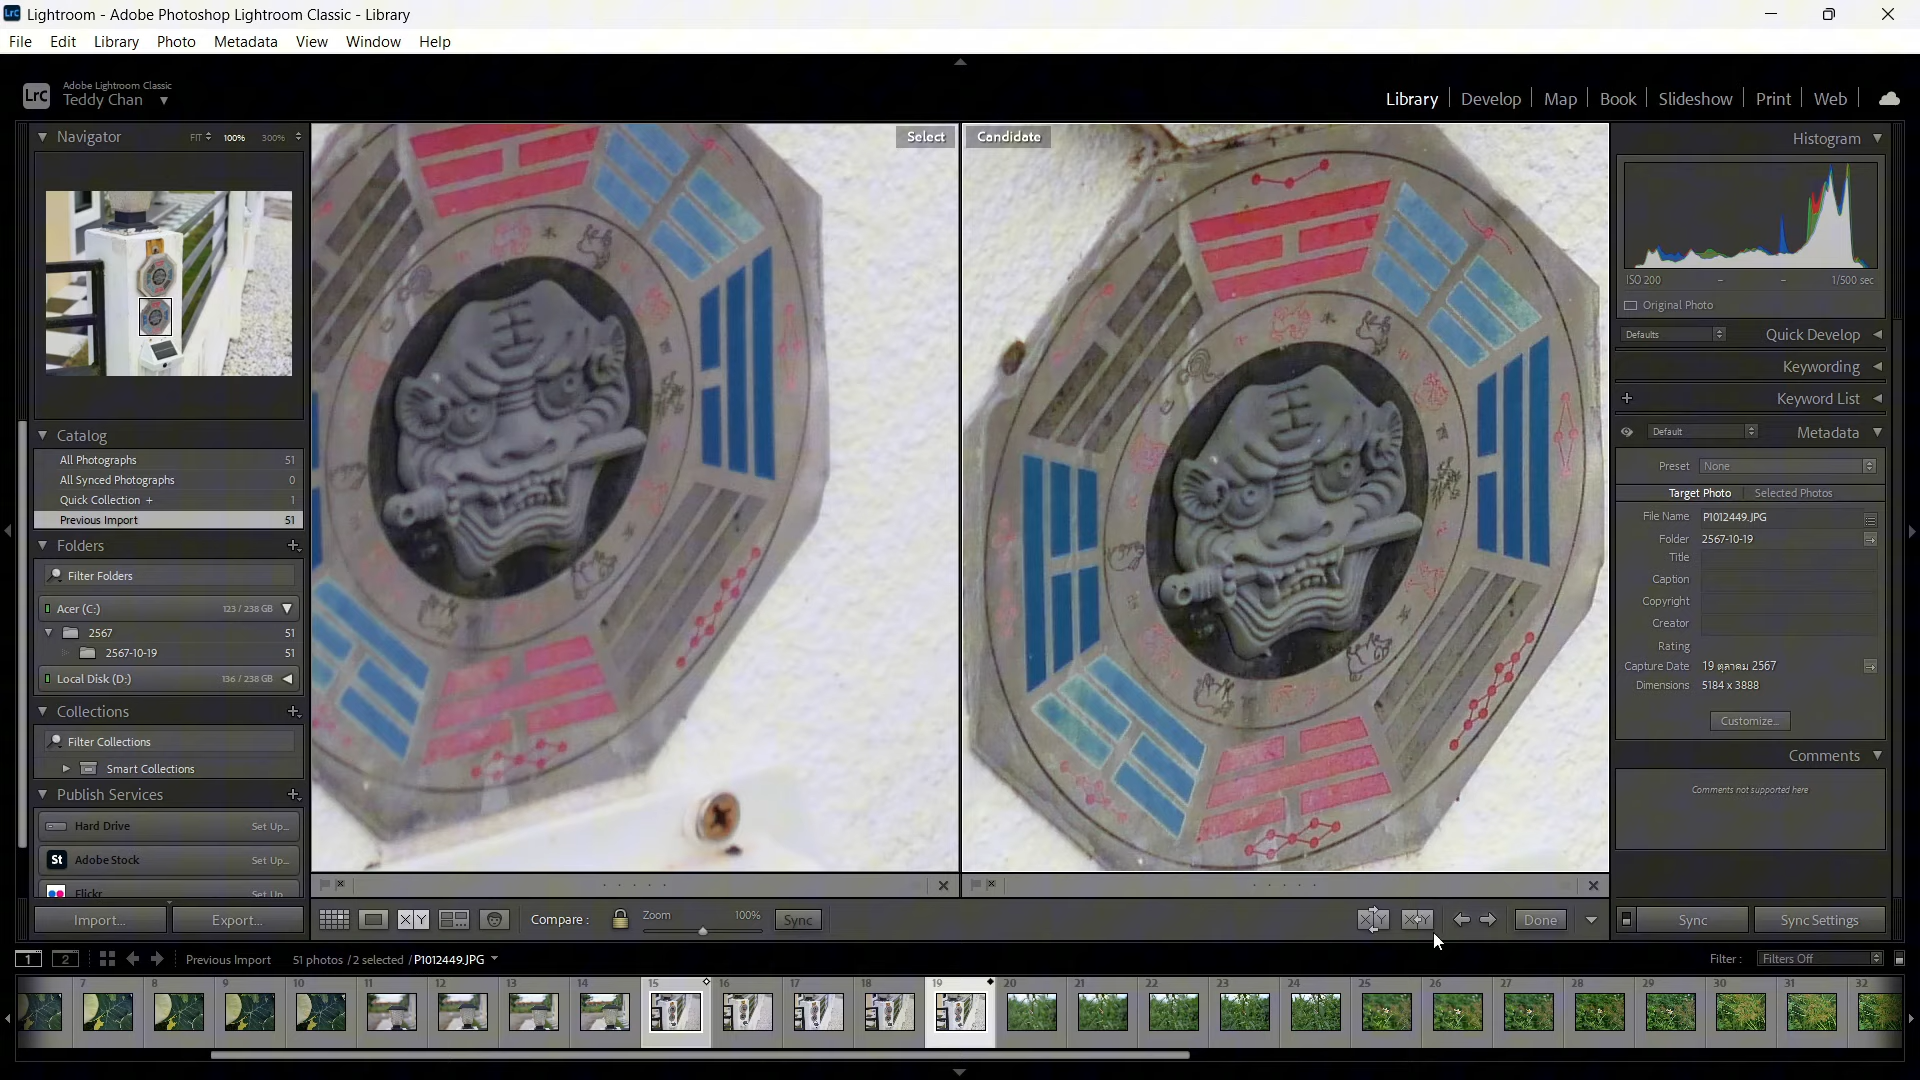 Lightroom - Adobe Photoshop Lightroom Classic - Library
File Edit Library Photo Metadata View Window Help
LrC
Adobe Lightroom Classic
Teddy Chan
Library Develop Map Book Slideshow Print Web
Navigator FIT 100% 300%
Select
Candidate
Histogram
ISO 200 - - 1/500 sec
Original Photo
Defaults Quick Develop
Keywording
Keyword List
Default Metadata
Preset None
Target Photo Selected Photos
File Name P1012449.JPG
Folder 2567-10-19
Title
Caption
Copyright
Creator
Rating
Capture Date 19 ตุลาคม 2567
Dimensions 5184 x 3888
Customize...
Comments
Comments not supported here
Catalog
All Photographs 51
All Synced Photographs 0
Quick Collection + 1
Previous Import 51
Folders
Filter Folders
Acer (C:) 123 / 238 GB
2567 51
2567-10-19 51
Local Disk (D:) 136 / 238 GB
Collections
Filter Collections
Smart Collections
Publish Services
Hard Drive Set Up...
St Adobe Stock Set Up...
Flickr Set Up...
Import... Export...
XY Compare : Zoom 100% Sync
Done
Sync Sync Settings
1 2 Previous Import 51 photos / 2 selected / P1012449.JPG
Filter : Filters Off
7 8 9 10 11 12 13 14 15 16 17 18 19 20 21 22 23 24 25 26 27 28 29 30 31 32